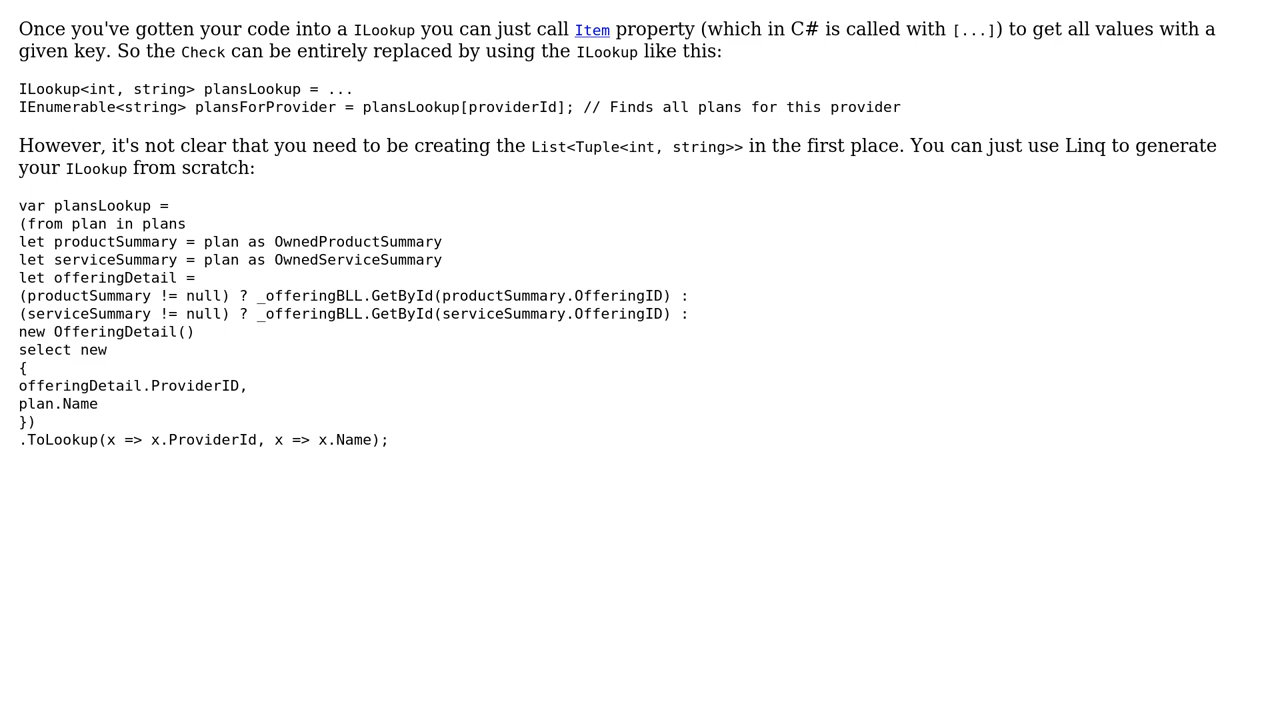 Once you've gotten your code into a ILookup you can just call Item property (which in C# is called with [...]) to get all values with a
given key. So the Check can be entirely replaced by using the ILookup like this:
ILookup<int, string> plansLookup = ...
IEnumerable<string> plansForProvider = plansLookup[providerId]; // Finds all plans for this provider
However, it's not clear that you need to be creating the List<Tuple<int, string>> in the first place. You can just use Linq to generate
your ILookup from scratch:
var plansLookup =
(from plan in plans
let productSummary = plan as OwnedProductSummary
let serviceSummary = plan as OwnedServiceSummary
let offeringDetail =
(productSummary != null) ? _offeringBLL.GetById(productSummary.OfferingID) :
(serviceSummary != null) ? _offeringBLL.GetById(serviceSummary.OfferingID) :
new OfferingDetail()
select new
{
offeringDetail.ProviderID,
plan.Name
})
.ToLookup(x => x.ProviderId, x => x.Name);